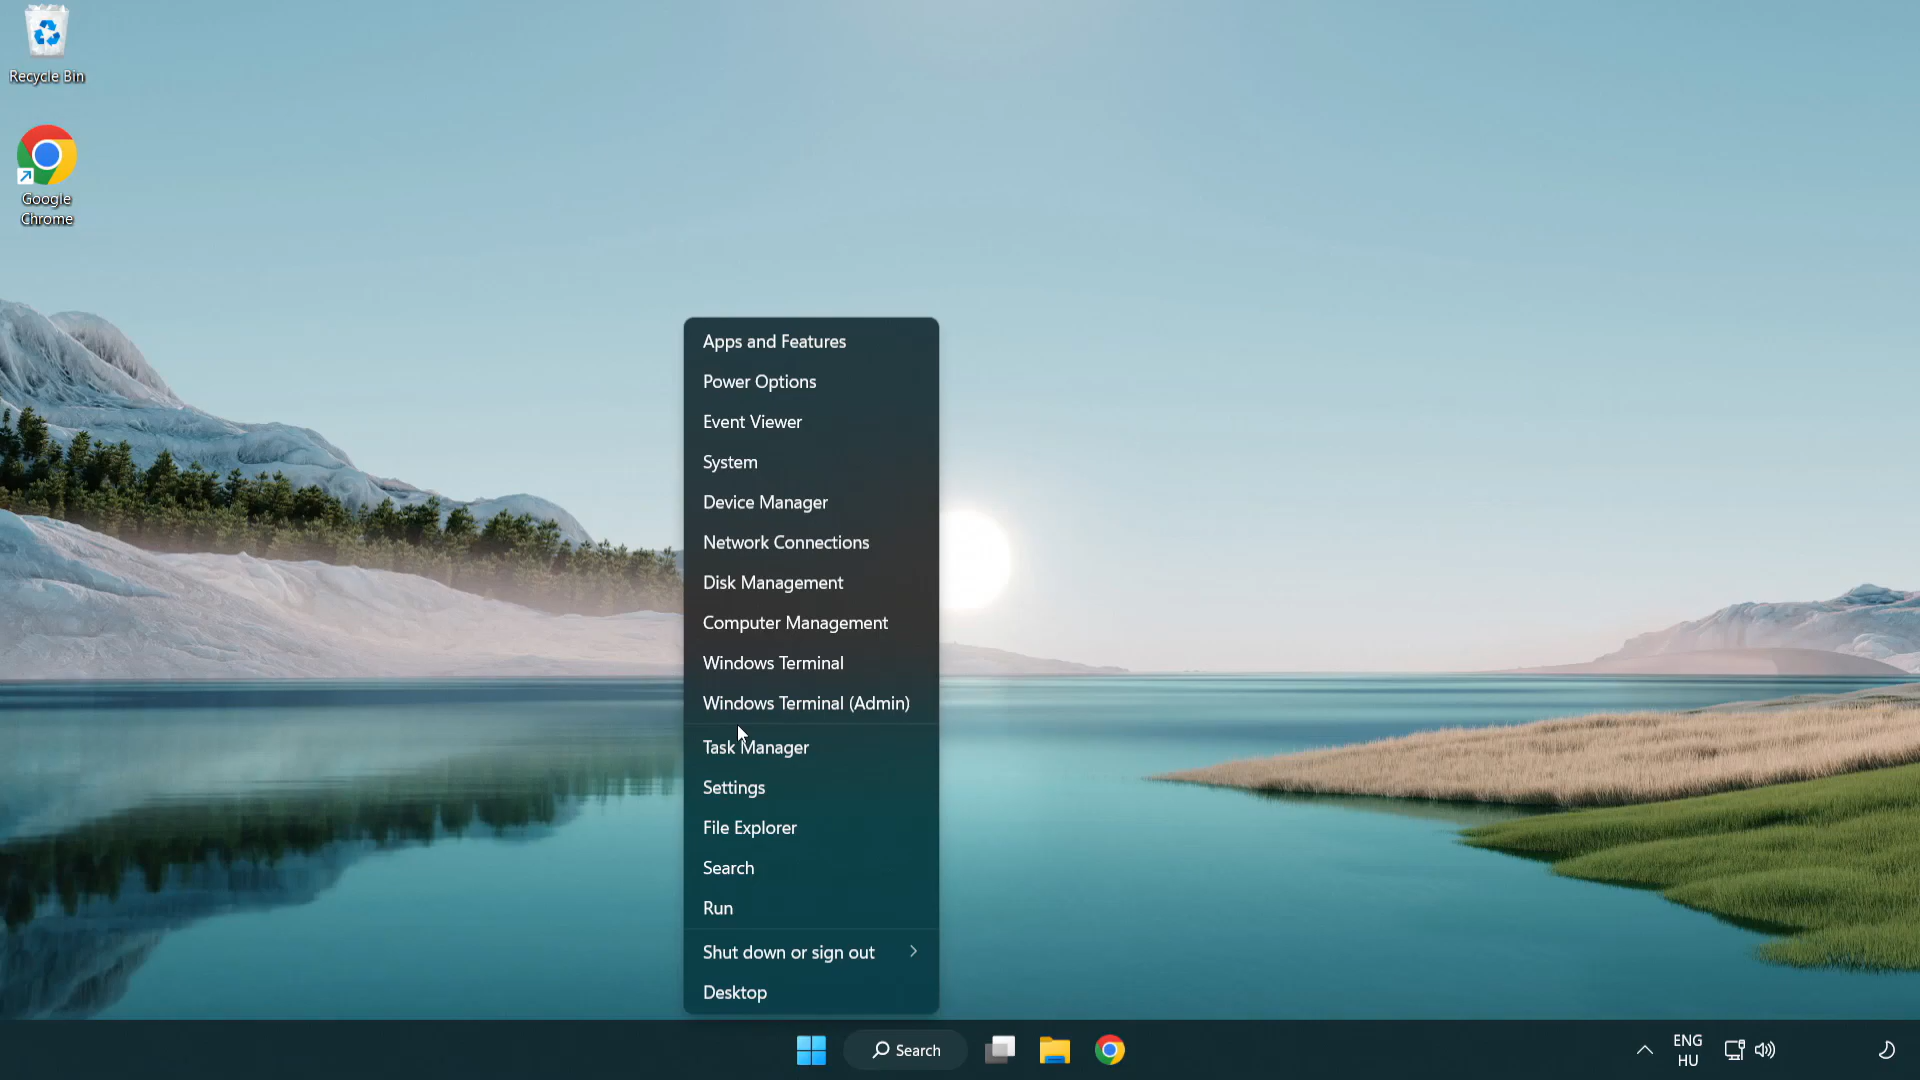 Recycle Bin
Google
Chrome
Apps and Features
Power Options
Event Viewer
System
Device Manager
Network Connections
Disk Management
Computer Management
Windows Terminal
Windows Terminal (Admin)
Task Manager
Settings
File Explorer
Search
Run
Shut down or sign out
Desktop
Search
ENG
HU